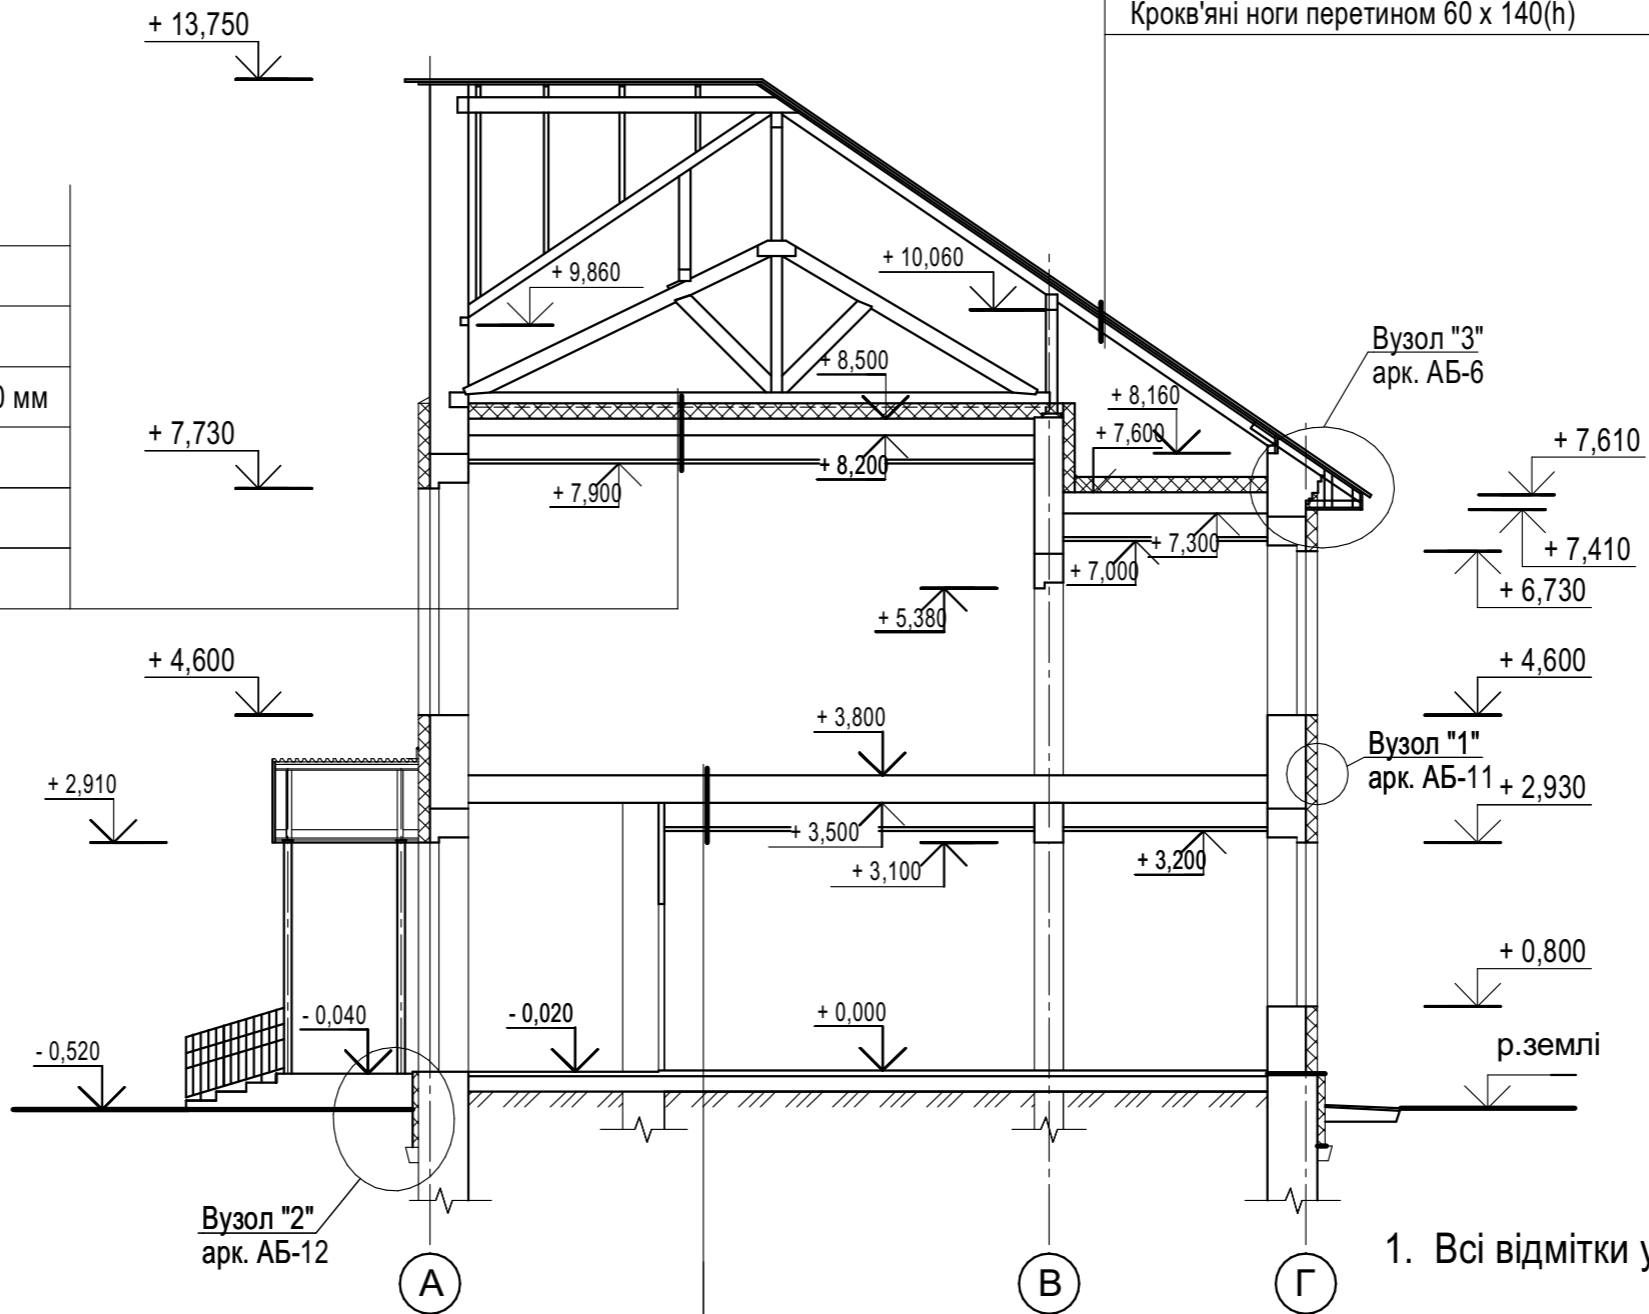 Крокв'яні ноги перетином 60 х 140(h)
+ 13,750
+ 9,860
+ 10,060
Вузол "3"
арк. АБ-6
+ 8,500
0 мм
+ 8,160
+ 7,730
+ 7,600
+ 7,610
+ 8,200
+ 7,900
+ 7,300
+ 7,410
+ 7,000
+ 6,730
+ 5,380
+ 4,600
+ 4,600
+ 3,800
Вузол "1"
арк. АБ-11
+ 2,910
+ 2,930
+ 3,500
+ 3,100
+ 3,200
+ 0,800
- 0,040
- 0,020
+ 0,000
- 0,520
р.землі
Вузол "2"
арк. АБ-12
1. Всі відмітки у
А
В
Г